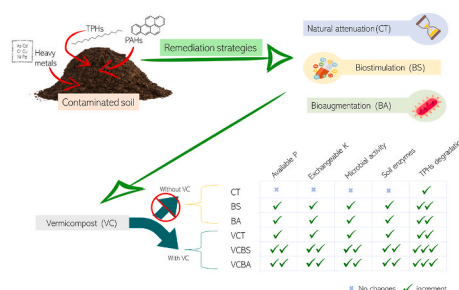 TPHs
PAHs
Heavy
metals
Contaminated soil
Remediation strategies
Natural attenuation (CT)
Biostimulation (BS)
Bioaugmentation (BA)
Vermicompost (VC)
Without VC
With VC
Available P
Exchangeable K
Microbial activity
Soil enzymes
TPHs degradation
CT
BS
BA
VCT
VCBS
VCBA
No changes
increment